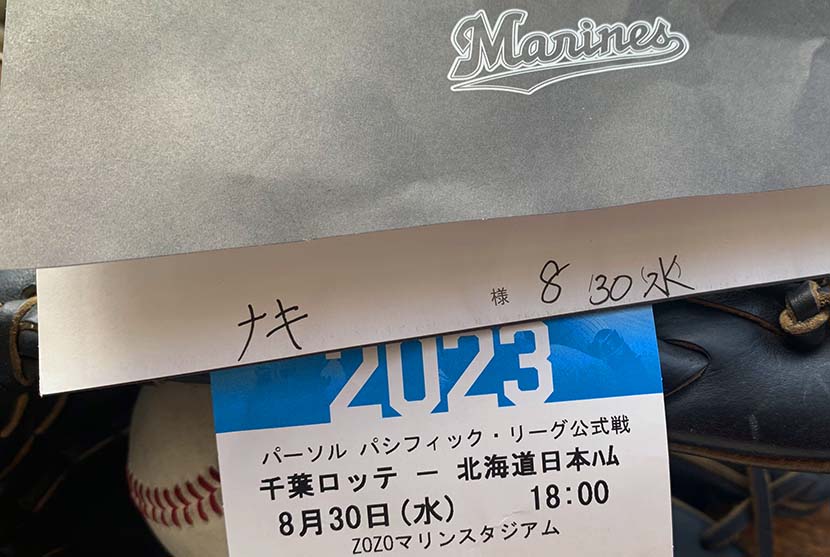 Marines
ナキ 様 8 30(水)
2023
パーソル パシフィック・リーグ公式戦
千葉ロッテ － 北海道日本ハム
8月30日(水) 18:00
ZOZOマリンスタジアム